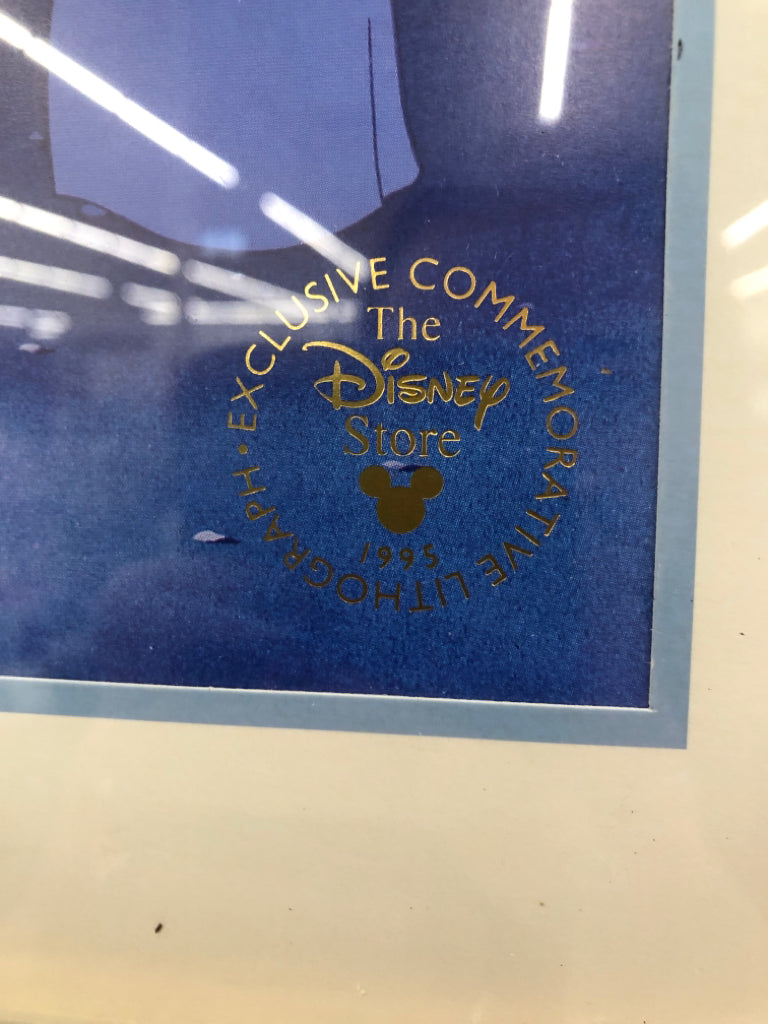 EXCLUSIVE COMMEMORATIVE LITHOGRAPH •
The
DISNEY
Store
1995